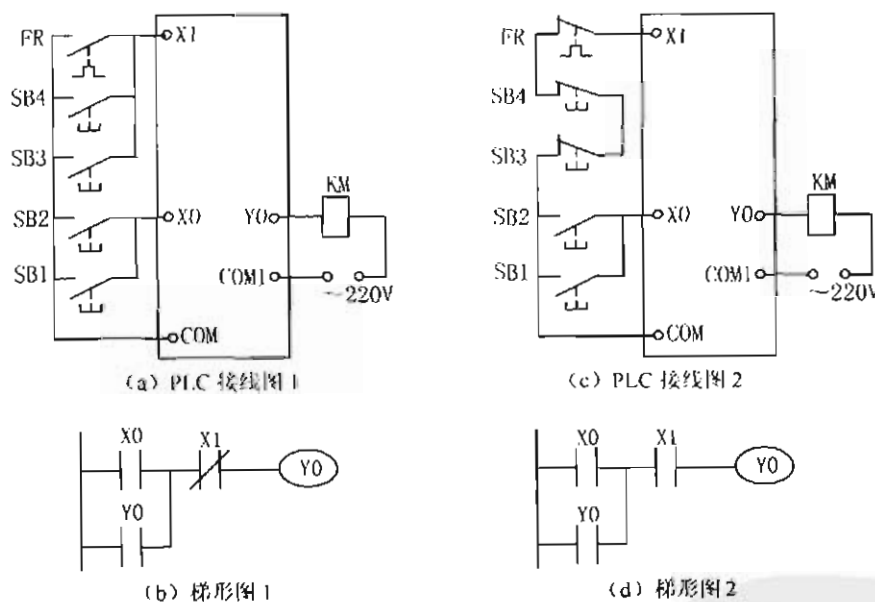 FR
X1
SB4
SB3
SB2
X0
Y0
KM
SB1
COM1
～220V
COM
(a) PLC 接线图 1
FR
X1
SB4
SB3
SB2
X0
Y0
KM
SB1
COM1
～220V
COM
(c) PLC 接线图 2
X0
X1
Y0
Y0
(b) 梯形图 1
X0
X1
Y0
Y0
(d) 梯形图 2